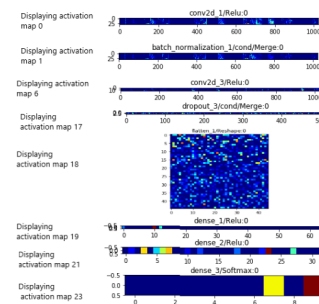 Displaying activation
map 0
conv2d_1/Relu:0
0
25
0 200 400 600 800 1000
Displaying activation
map 1
batch_normalization_1/cond/Merge:0
0
25
0 200 400 600 800 1000
Displaying activation
map 6
conv2d_3/Relu:0
0 200 400 600 800 1000
Displaying
activation map 17
dropout_3/cond/Merge:0
0 100 200 300 400
Displaying
activation map 18
flatten_1/Reshape:0
0
10
20
30
40
0 10 20 30 40
Displaying
activation map 19
dense_1/Relu:0
-0.5
0 10 20 30 40 50 60
Displaying
activation map 21
dense_2/Relu:0
-0.5
0 5 10 15 20 25 30
Displaying
activation map 23
dense_3/Softmax:0
-0.5
0.0
0.5
0 2 4 6 8